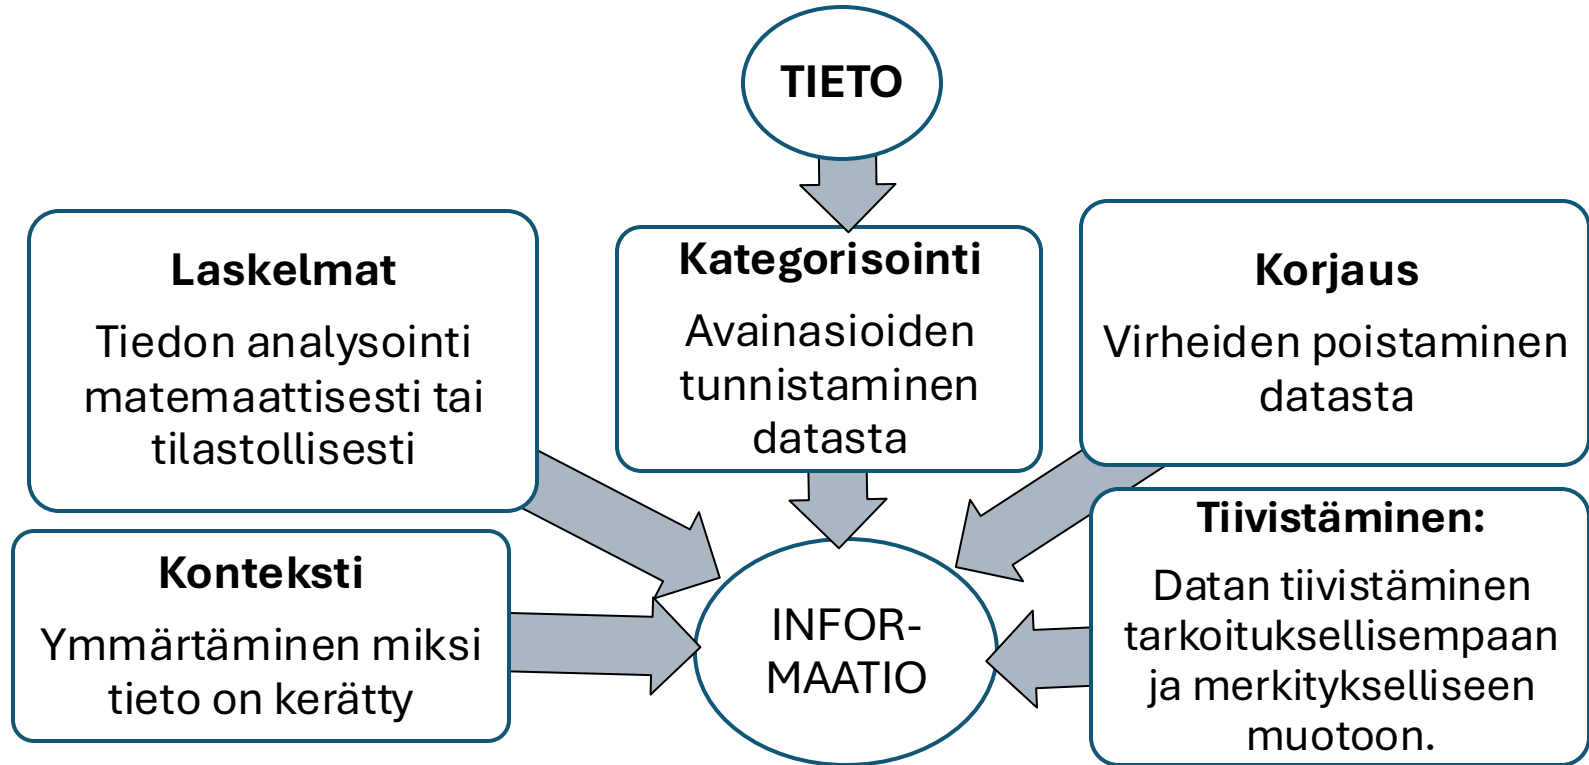 TIETO
Laskelmat
Tiedon analysointi
matemaattisesti tai
tilastollisesti
Kategorisointi
Avainasioiden
tunnistaminen
datasta
Korjaus
Virheiden poistaminen
datasta
Konteksti
Ymmärtäminen miksi
tieto on kerätty
INFOR-
MAATIO
Tiivistäminen:
Datan tiivistäminen
tarkoituksellisempaan
ja merkitykselliseen
muotoon.